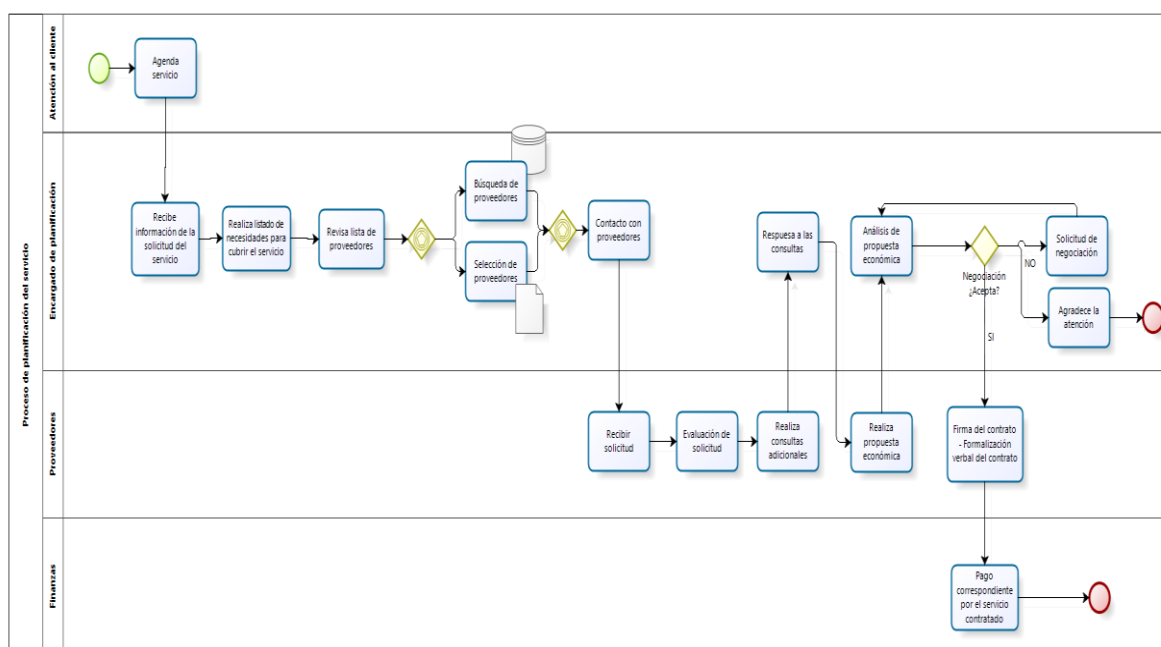 Proceso de planificación del servicio
Atención al cliente
Agenda
servicio
Encargado de planificación
Recibe
información de la
solicitud del
servicio
Realiza listado de
necesidades para
cubrir el servicio
Revisa lista de
proveedores
Búsqueda de
proveedores
Selección de
proveedores
Contacto con
proveedores
Respuesa a las
consultas
Análisis de
propuesta
económica
Negociación
¿Acepta?
NO
SI
Solicitud de
negociación
Agradece la
atención
Proveedores
Recibir
solicitud
Evaluación de
solicitud
Realiza
consultas
adicionales
Realiza
propuesta
económica
Firma del contrato
- Formalización
verbal del contrato
Finanzas
Pago
correspondiente
por el servicio
contratado